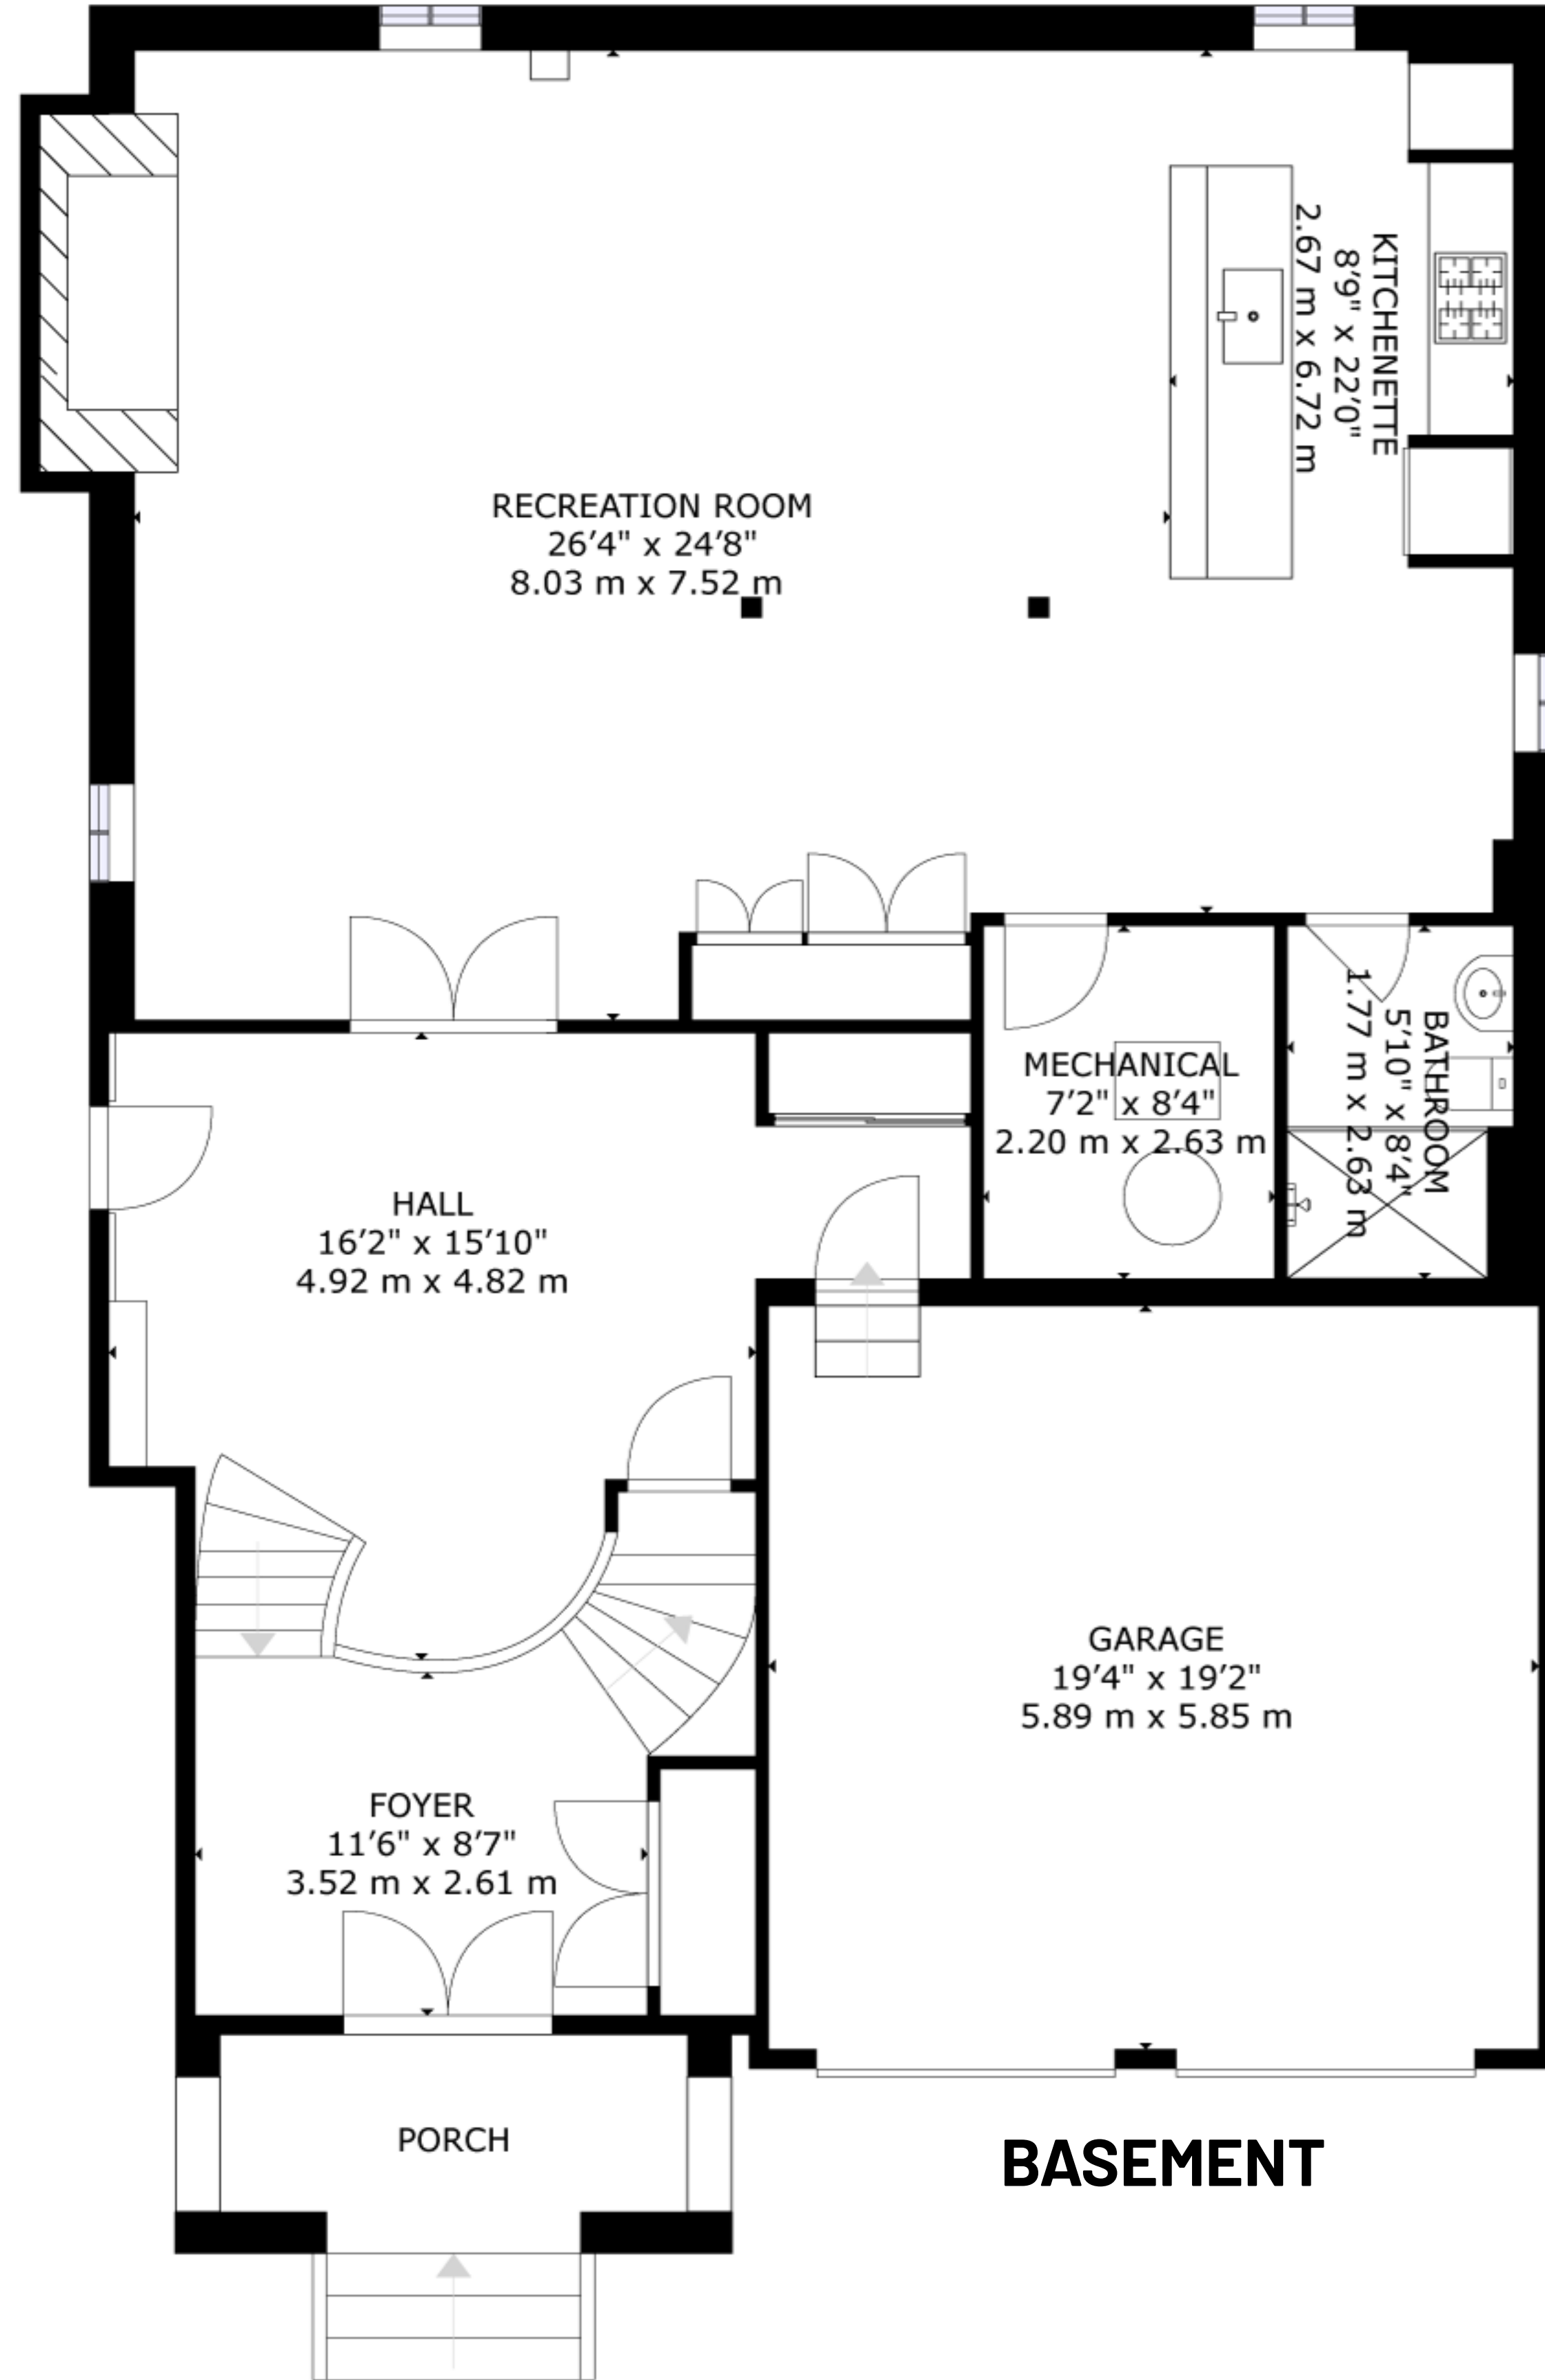 KITCHENETTE
8'9" x 22'0"
2.67 m x 6.72 m
RECREATION ROOM
26'4" x 24'8"
8.03 m x 7.52 m
MECHANICAL
7'2" x 8'4"
2.20 m x 2.63 m
BATHROOM
5'10" x 8'4"
1.77 m x 2.63 m
HALL
16'2" x 15'10"
4.92 m x 4.82 m
GARAGE
19'4" x 19'2"
5.89 m x 5.85 m
FOYER
11'6" x 8'7"
3.52 m x 2.61 m
PORCH
BASEMENT